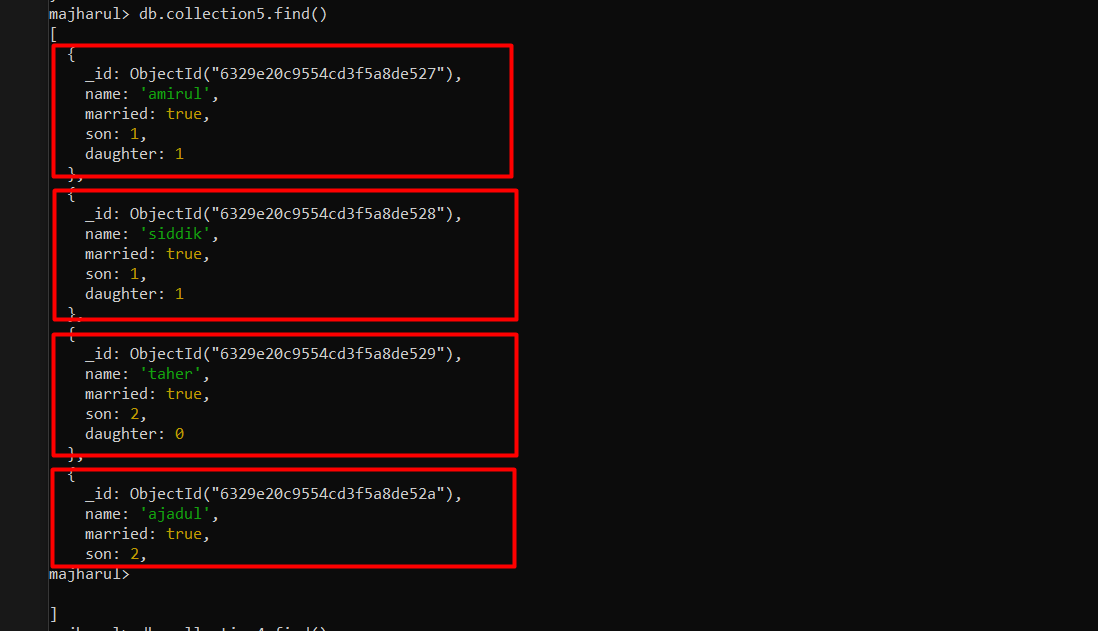 majharul> db.collection5.find()
[
{
_id: ObjectId("6329e20c9554cd3f5a8de527"),
name: 'amirul',
married: true,
son: 1,
daughter: 1
},
{
_id: ObjectId("6329e20c9554cd3f5a8de528"),
name: 'siddik',
married: true,
son: 1,
daughter: 1
},
{
_id: ObjectId("6329e20c9554cd3f5a8de529"),
name: 'taher',
married: true,
son: 2,
daughter: 0
},
{
_id: ObjectId("6329e20c9554cd3f5a8de52a"),
name: 'ajadul',
married: true,
son: 2,
majharul>
]